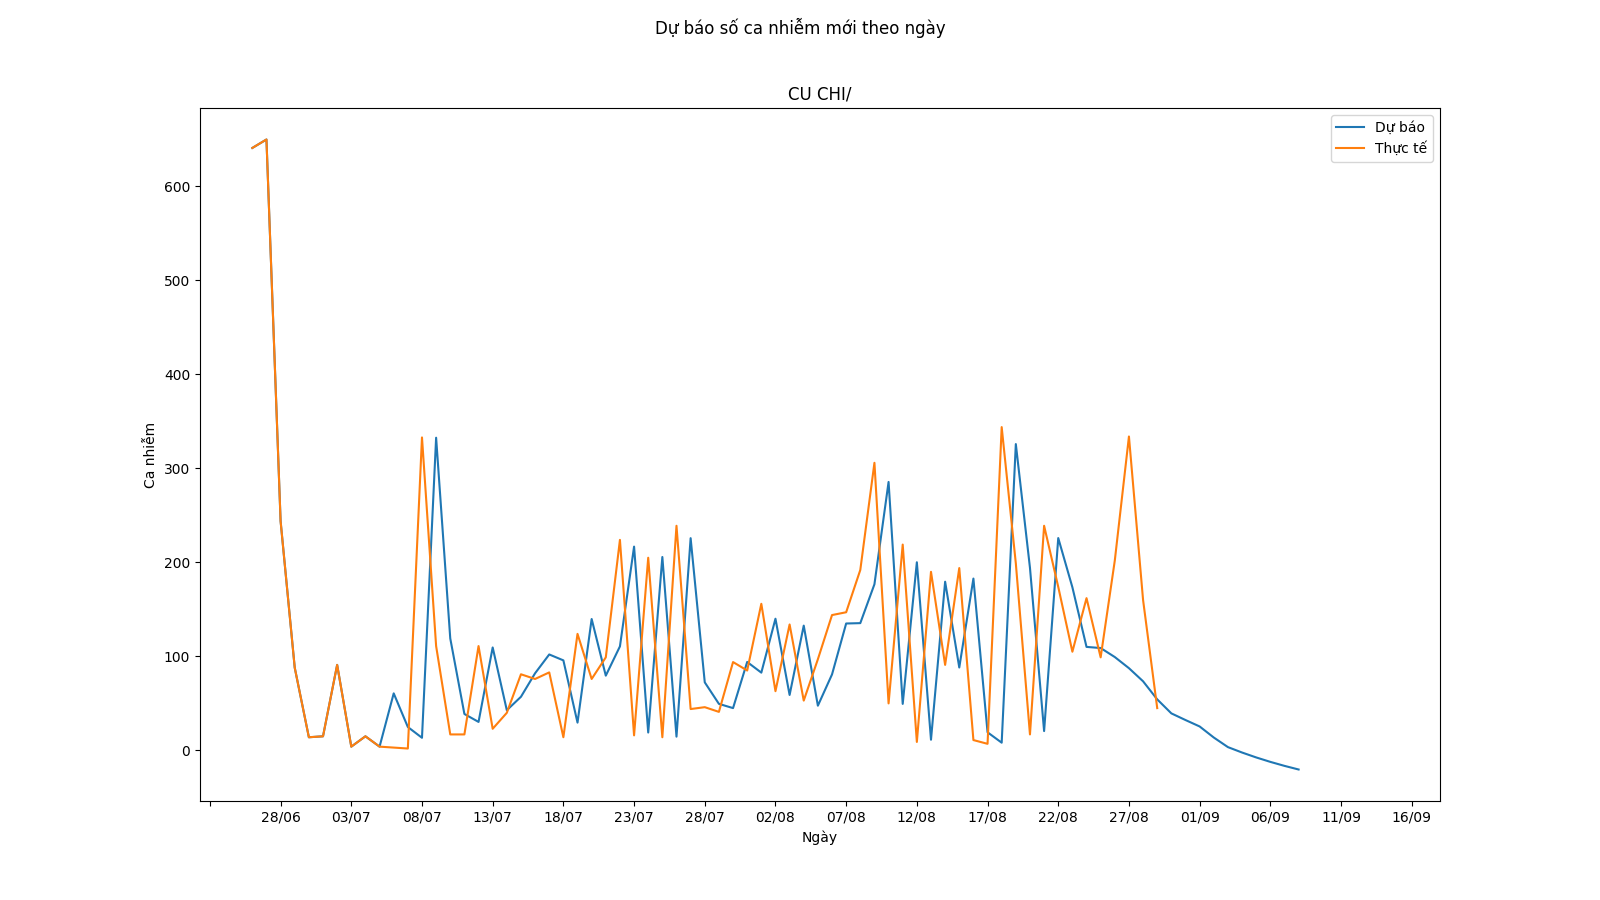 Dự báo số ca nhiễm mới theo ngày
CU CHI/
Dự báo
Thực tế
600
500
400
300
200
100
0
Ca nhiễm
28/06 03/07 08/07 13/07 18/07 23/07 28/07 02/08 07/08 12/08 17/08 22/08 27/08 01/09 06/09 11/09 16/09
Ngày